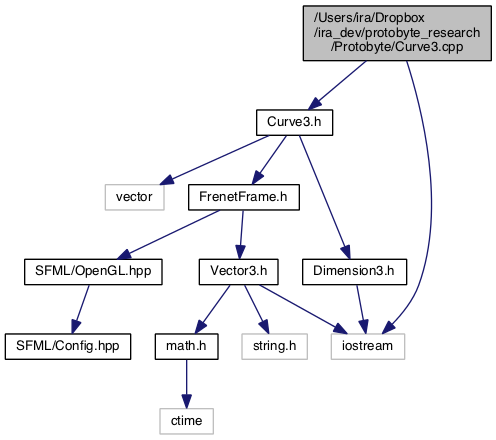 /Users/ira/Dropbox
/ira_dev/protobyte_research
/Protobyte/Curve3.cpp
Curve3.h
vector
FrenetFrame.h
SFML/OpenGL.hpp
Vector3.h
Dimension3.h
SFML/Config.hpp
math.h
string.h
iostream
ctime